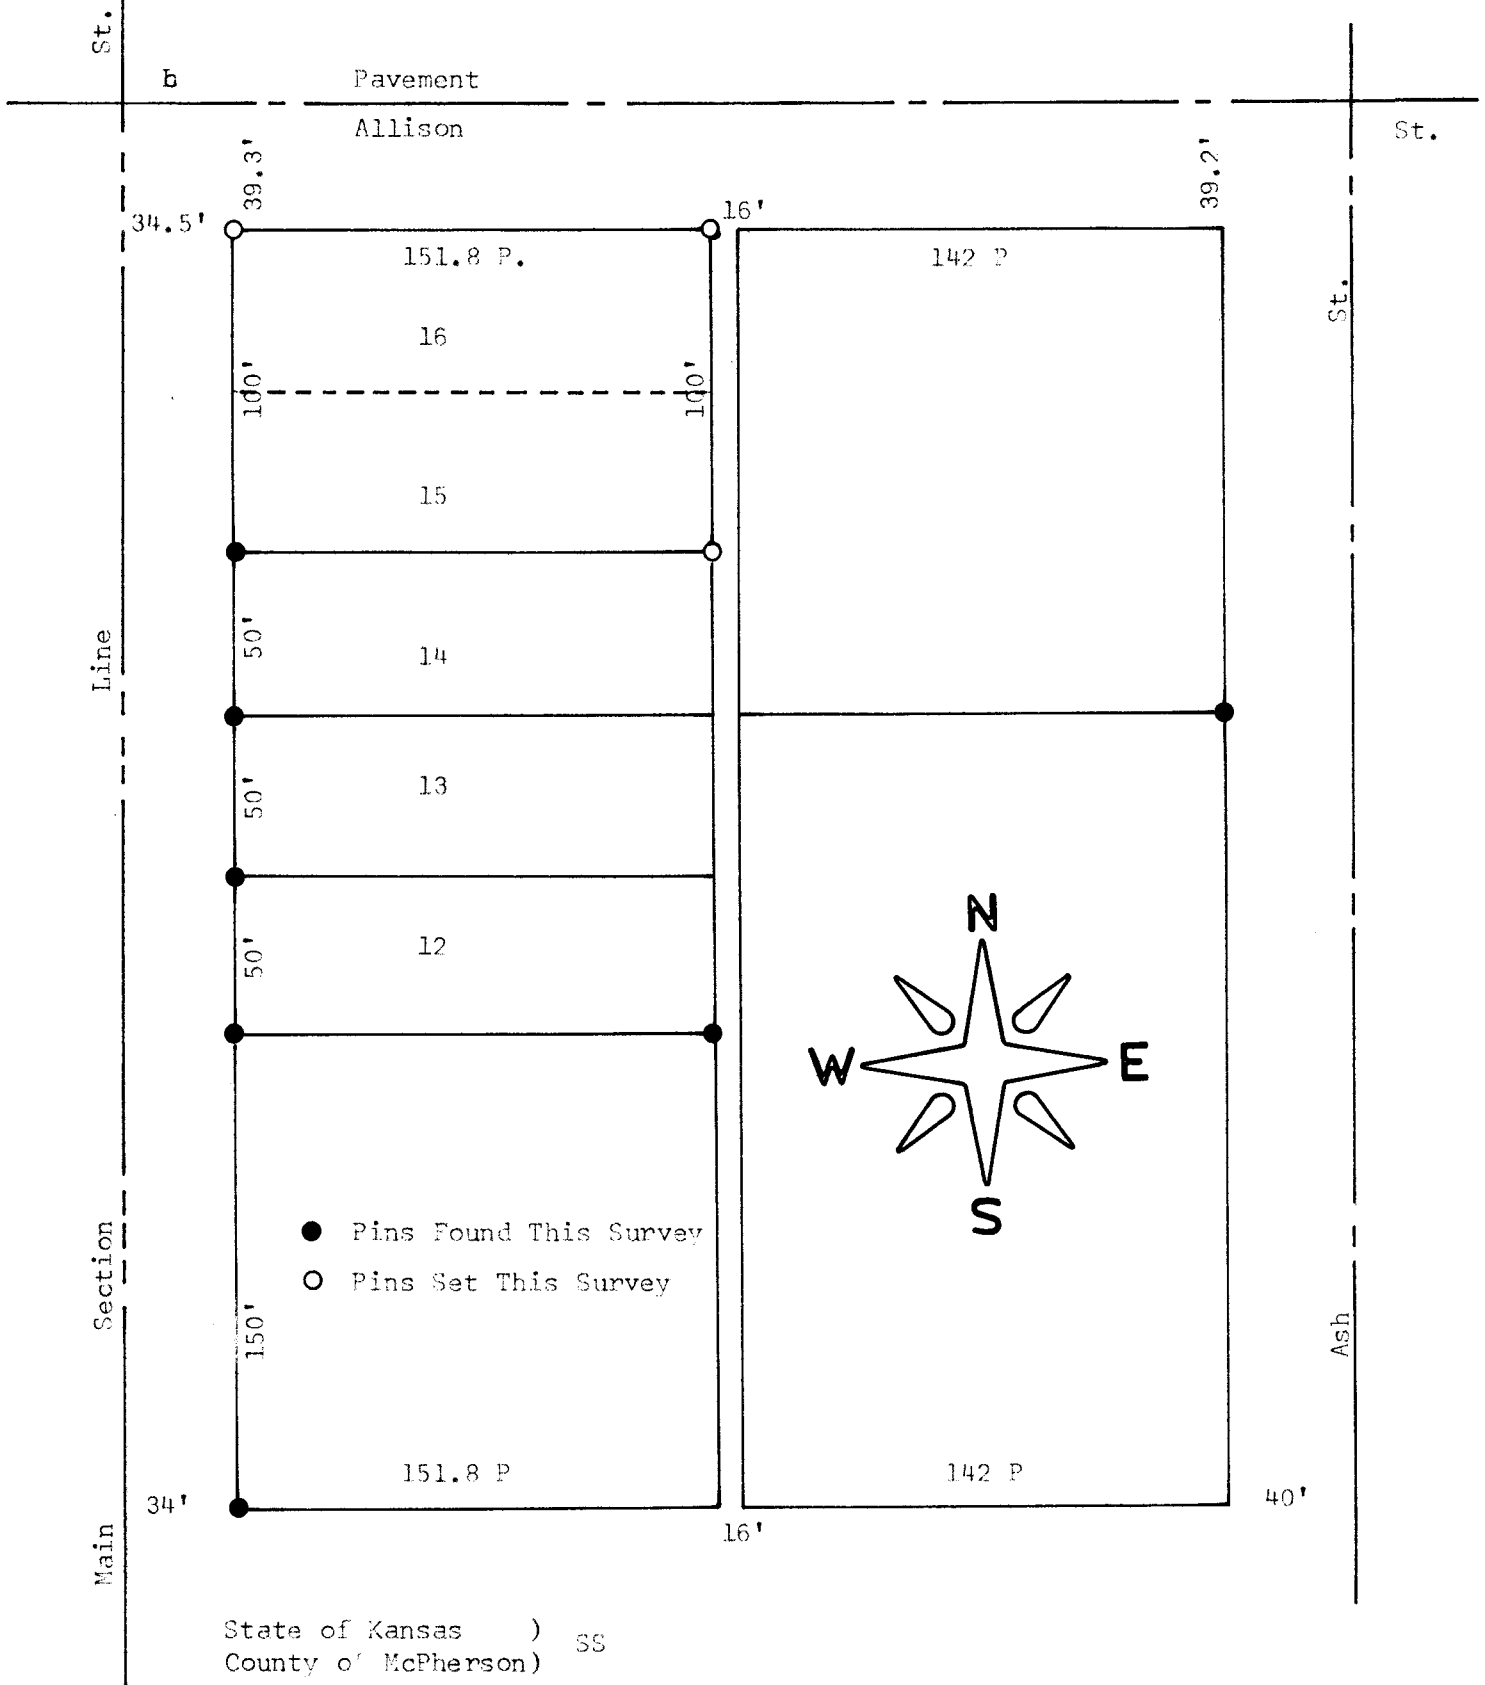 St.
b
Pavement
Allison
St.
39.3'
39.2'
34.5'
16'
151.8 P.
142 P
St.
16
100'
100'
15
50'
14
Line
50'
13
50'
12
N
W
E
S
Pins Found This Survey
Pins Set This Survey
Section
150'
Ash
151.8 P
142 P
34'
40'
16'
Main
State of Kansas )
SS
County of McPherson)